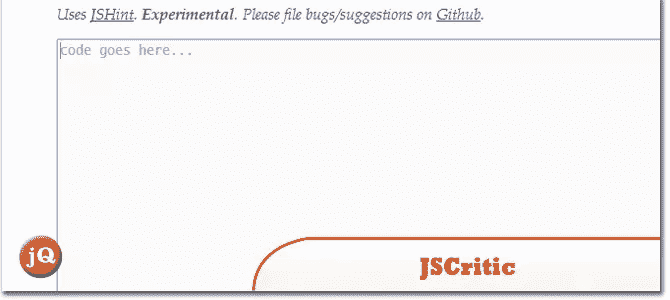 Uses JSHint. Experimental. Please file bugs/suggestions on Github.
code goes here...
jQ
JSCritic